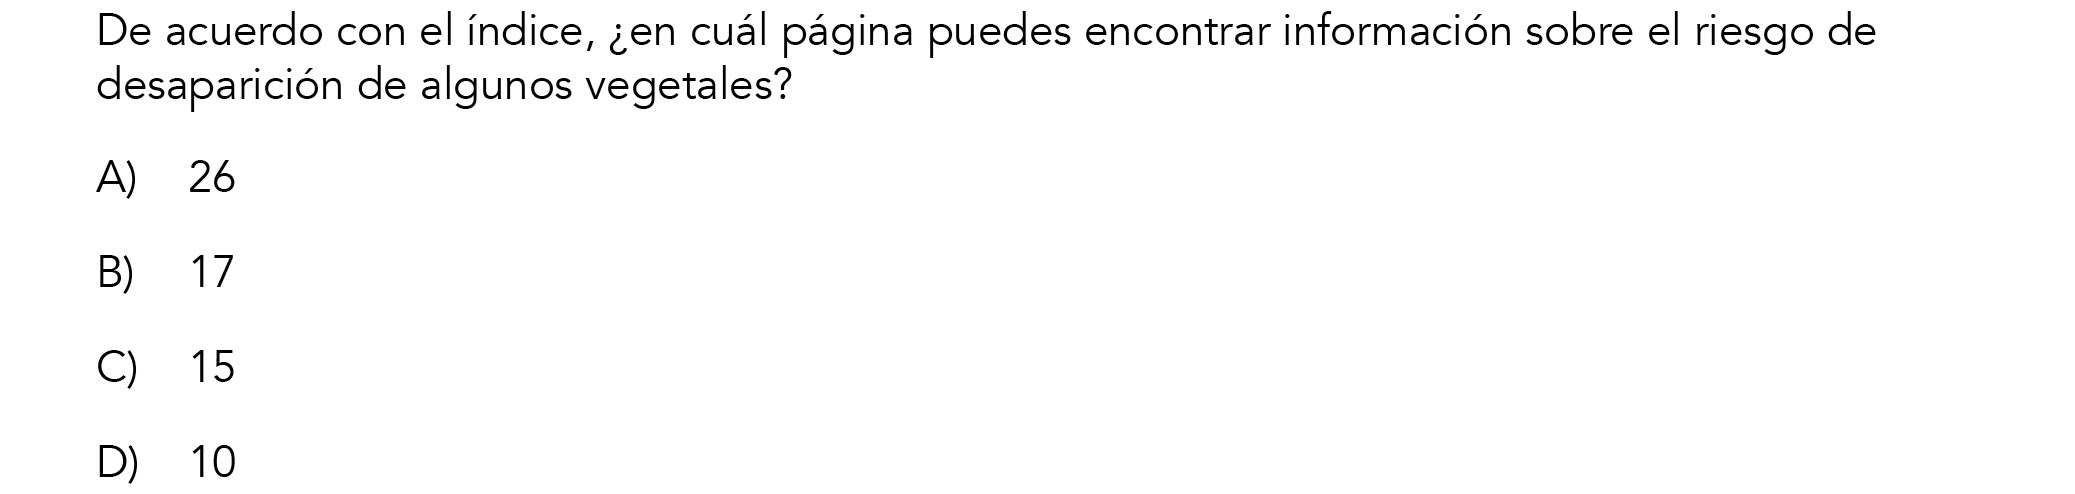 De acuerdo con el índice, ¿en cuál página puedes encontrar información sobre el riesgo de
desaparición de algunos vegetales?
A) 26
B) 17
C) 15
D) 10